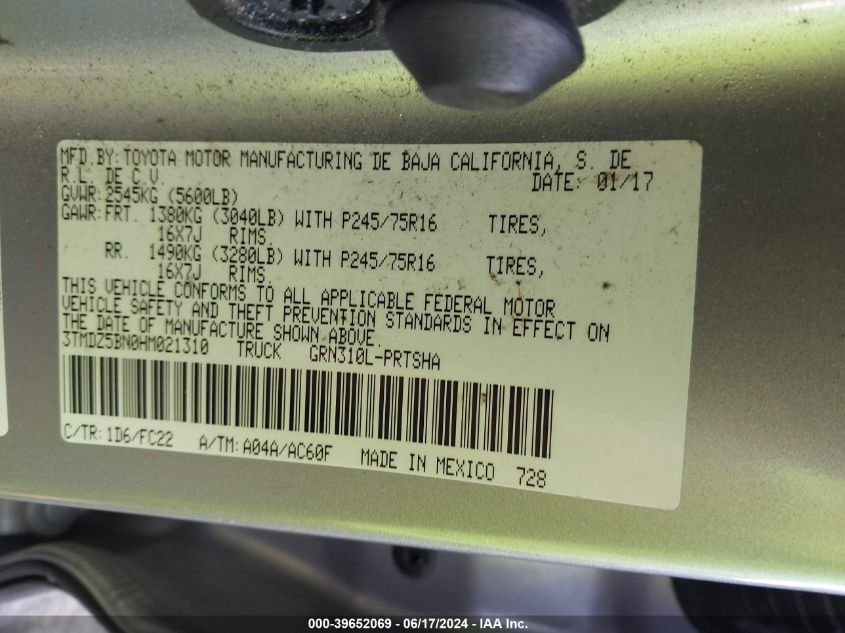 MFD.BY:TOYOTA MOTOR MANUFACTURING DE BAJA CALIFORNIA, S. DE
R.L. DE C.V. DATE: 01/17
GVWR:2545KG (5600LB)
GAWR:FRT. 1380KG (3040LB) WITH P245/75R16 TIRES,
16X7J RIMS.
RR. 1490KG (3280LB) WITH P245/75R16 TIRES,
16X7J RIMS.
THIS VEHICLE CONFORMS TO ALL APPLICABLE FEDERAL MOTOR
VEHICLE SAFETY AND THEFT PREVENTION STANDARDS IN EFFECT ON
THE DATE OF MANUFACTURE SHOWN ABOVE.
3TMDZ5BN0HM021310 TRUCK GRN310L-PRTSHA
C/TR:1D6/FC22 A/TM:A04A/AC60F MADE IN MEXICO 728
000-39652069 - 06/17/2024 - IAA Inc.